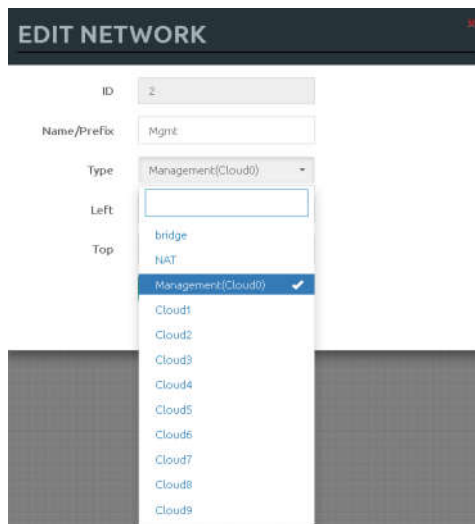 EDIT NETWORK
ID 2
Name/Prefix Mgmt
Type Management(Cloud0)
Left
Top
bridge
NAT
Management(Cloud0)
Cloud1
Cloud2
Cloud3
Cloud4
Cloud5
Cloud6
Cloud7
Cloud8
Cloud9